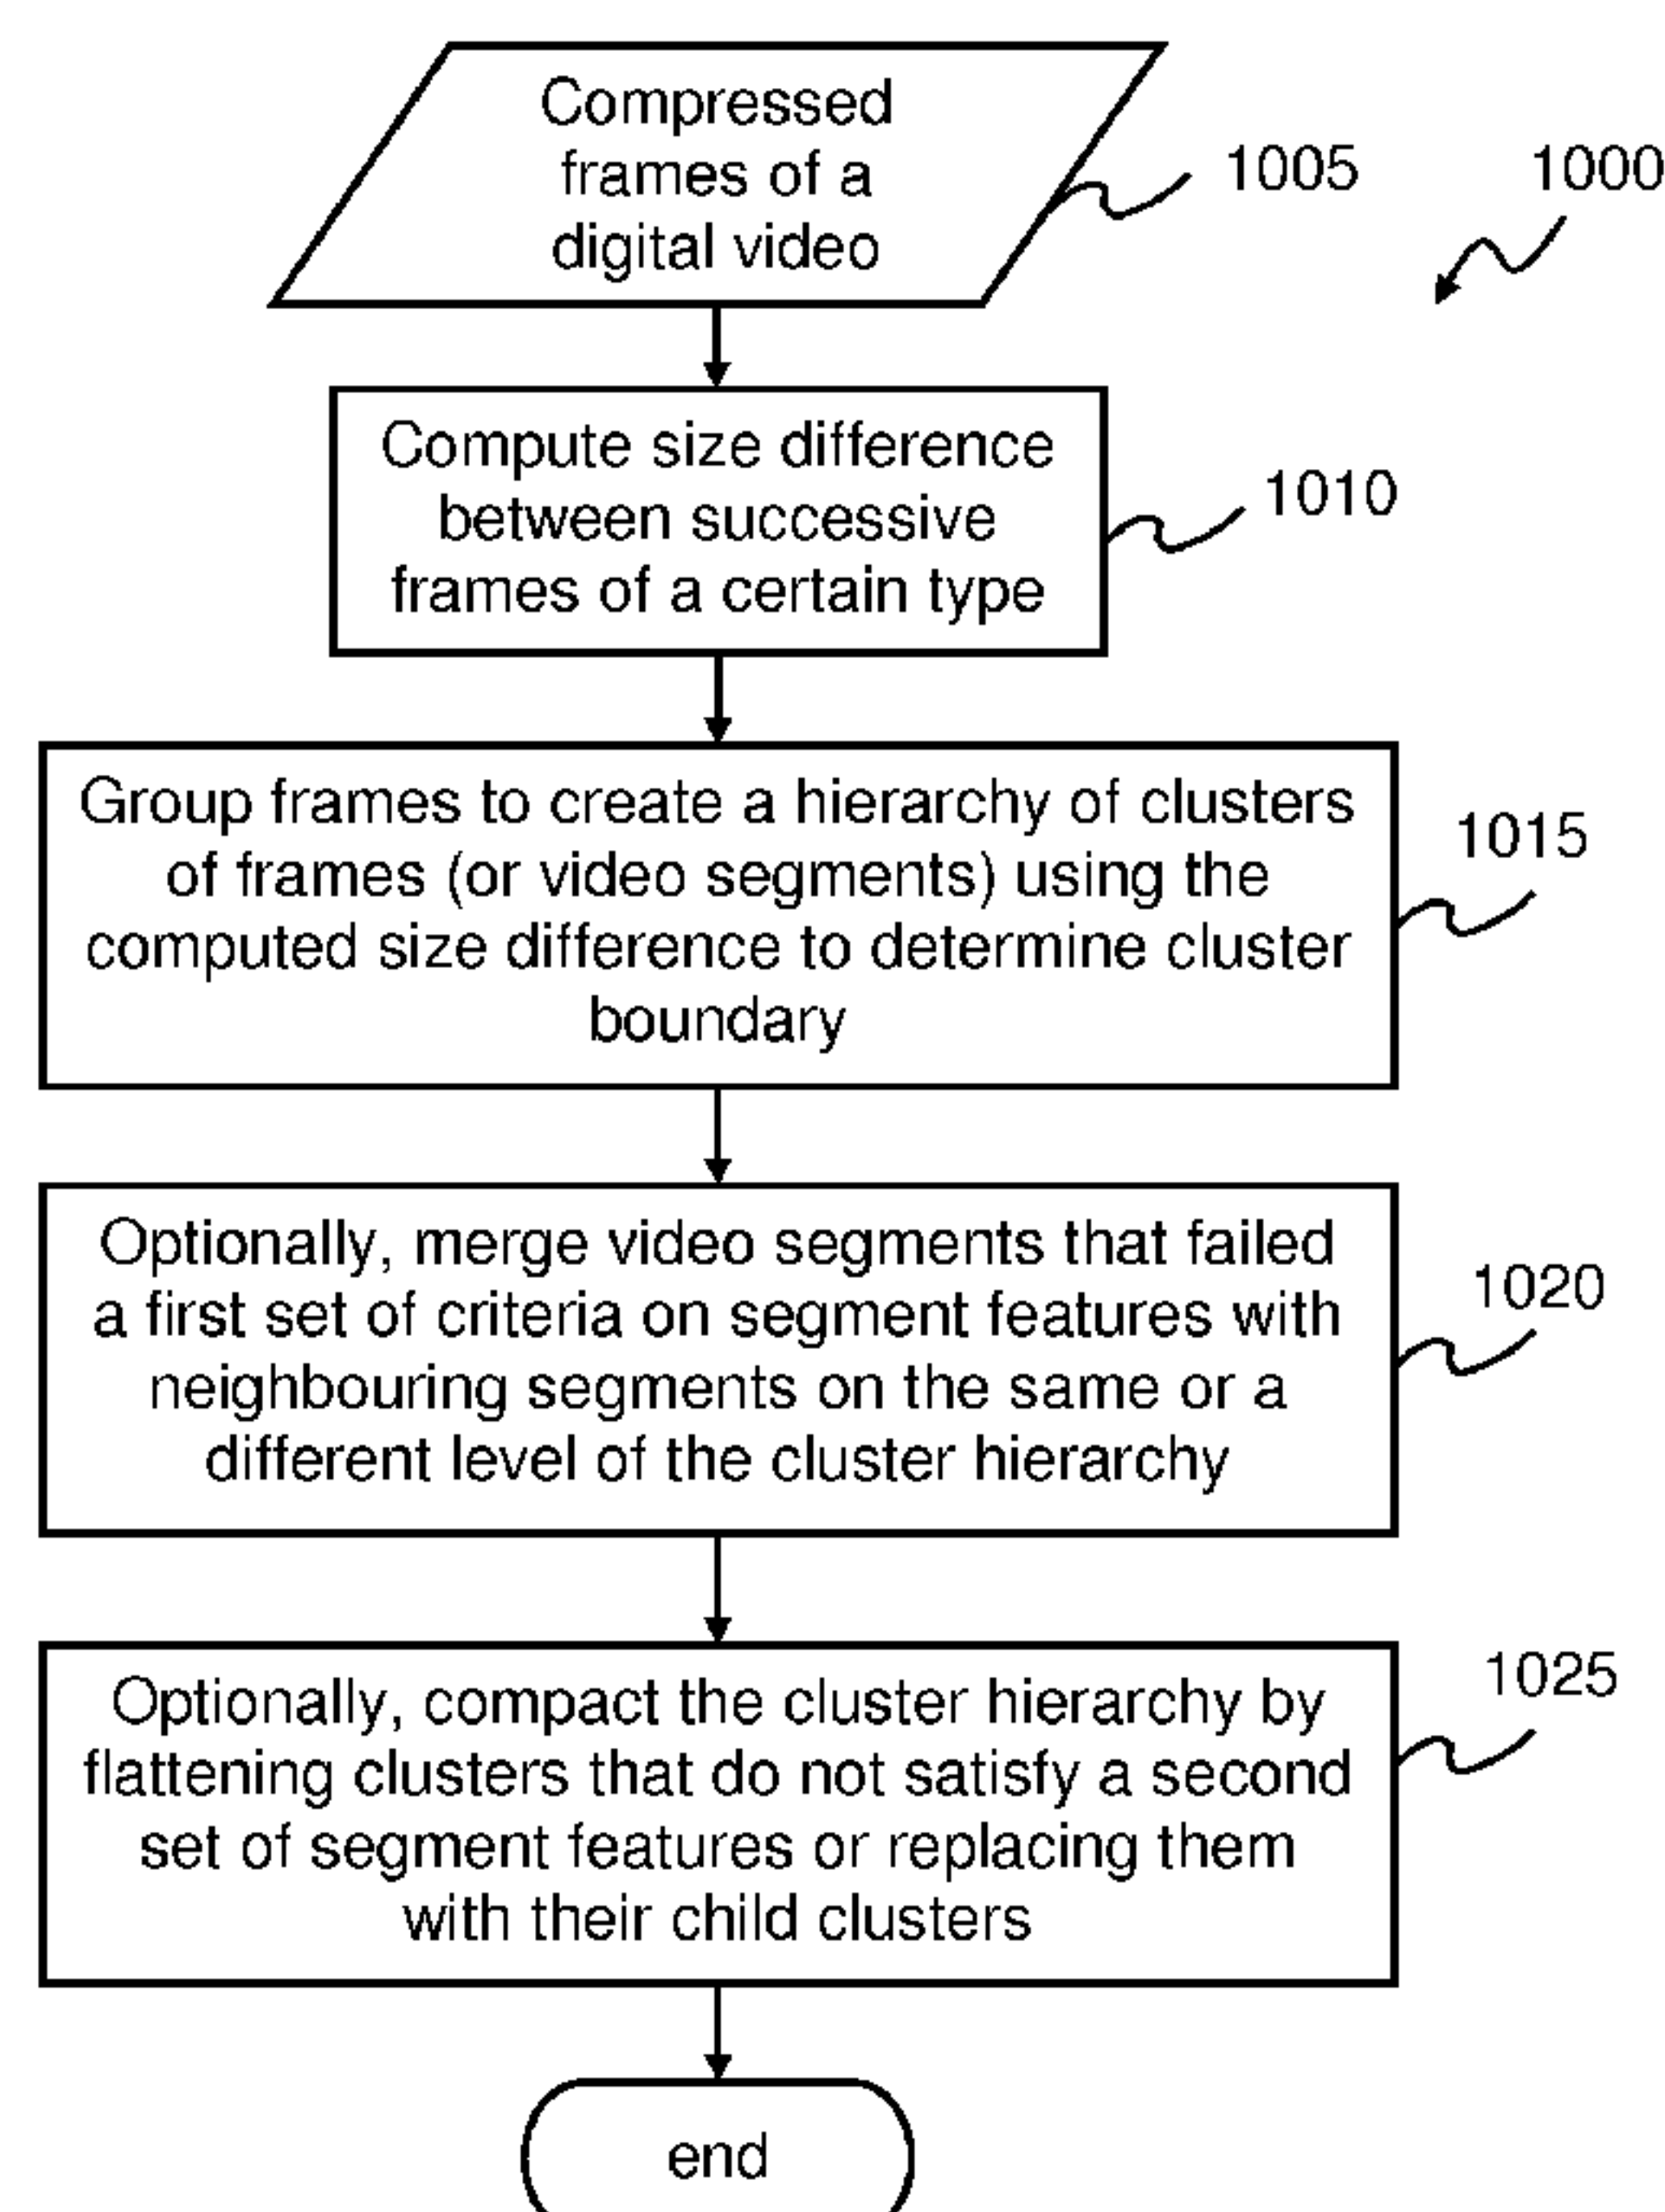 Compressed
frames of a
digital video
1005
1000
Compute size difference
between successive
frames of a certain type
1010
Group frames to create a hierarchy of clusters
of frames (or video segments) using the
computed size difference to determine cluster
boundary
1015
Optionally, merge video segments that failed
a first set of criteria on segment features with
neighbouring segments on the same or a
different level of the cluster hierarchy
1020
Optionally, compact the cluster hierarchy by
flattening clusters that do not satisfy a second
set of segment features or replacing them
with their child clusters
1025
end